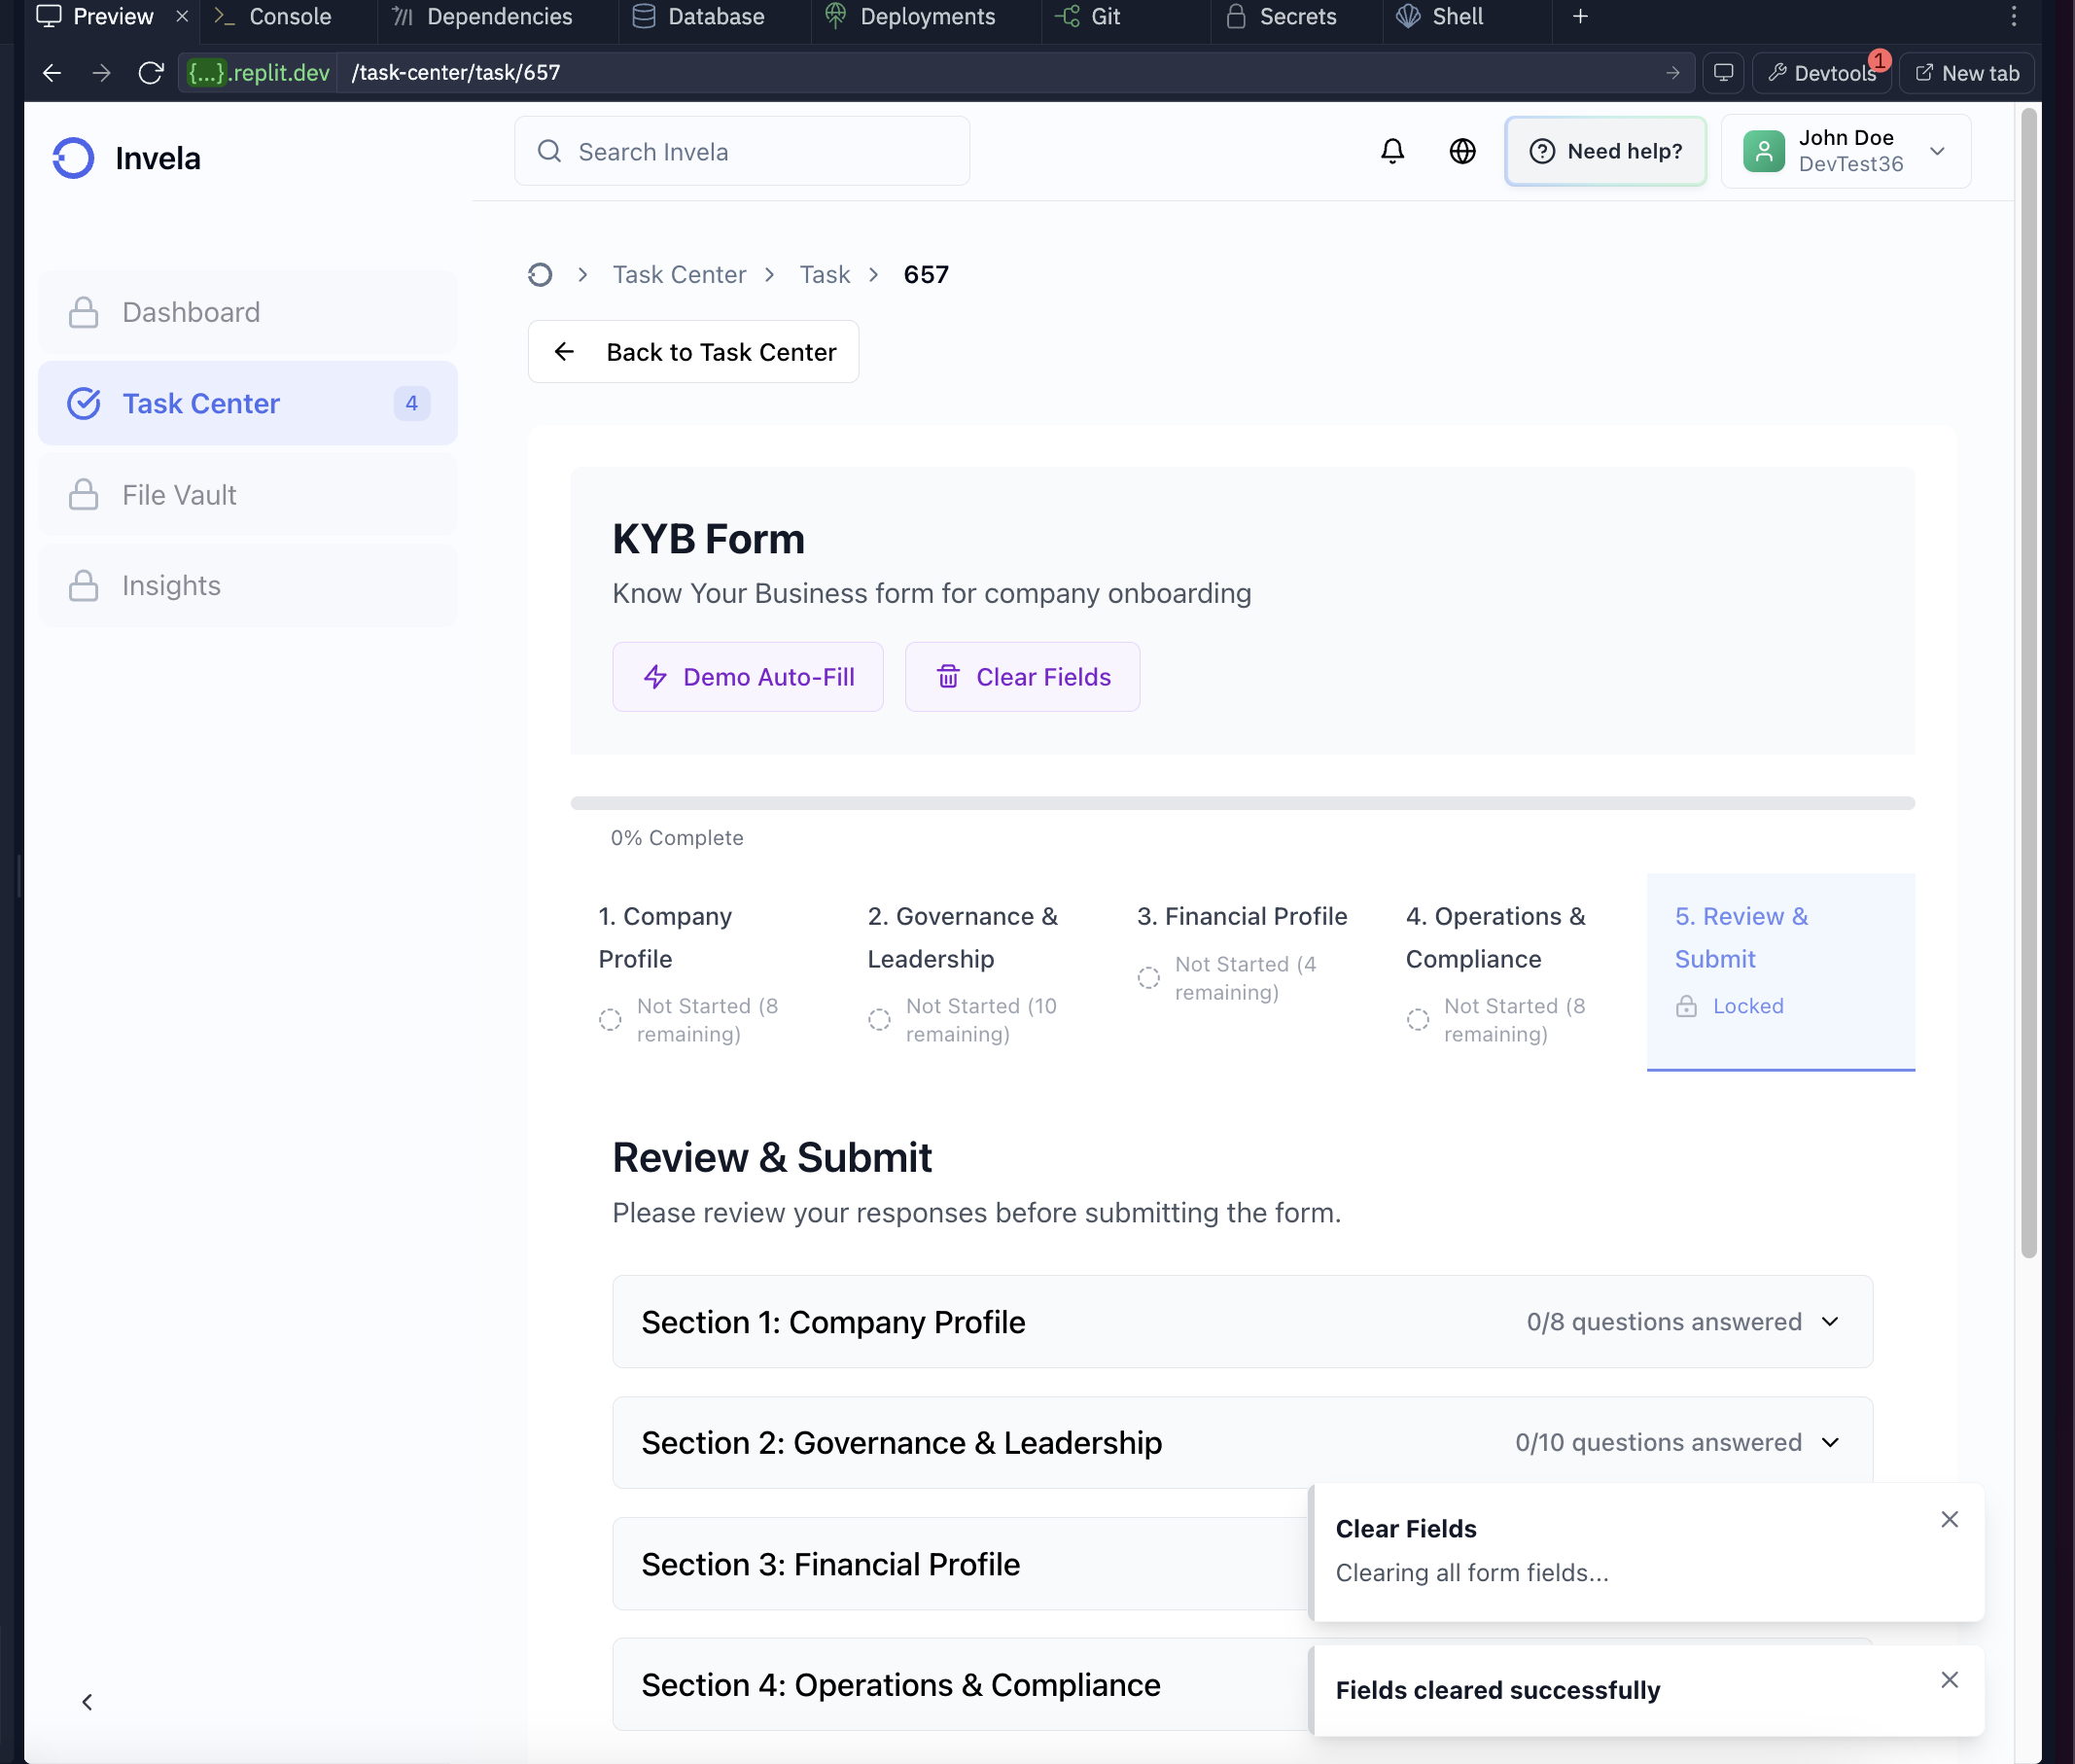 Preview
Console
Dependencies
Database
Deployments
Git
Secrets
Shell
{...}.replit.dev
/task-center/task/657
Devtools
1
New tab
Invela
Search Invela
Need help?
John Doe
DevTest36
Dashboard
Task Center
4
File Vault
Insights
Task Center
Task
657
Back to Task Center
KYB Form
Know Your Business form for company onboarding
Demo Auto-Fill
Clear Fields
0% Complete
1. Company
Profile
Not Started (8
remaining)
2. Governance &
Leadership
Not Started (10
remaining)
3. Financial Profile
Not Started (4
remaining)
4. Operations &
Compliance
Not Started (8
remaining)
5. Review &
Submit
Locked
Review & Submit
Please review your responses before submitting the form.
Section 1: Company Profile
0/8 questions answered
Section 2: Governance & Leadership
0/10 questions answered
Section 3: Financial Profile
Section 4: Operations & Compliance
Clear Fields
Clearing all form fields...
Fields cleared successfully